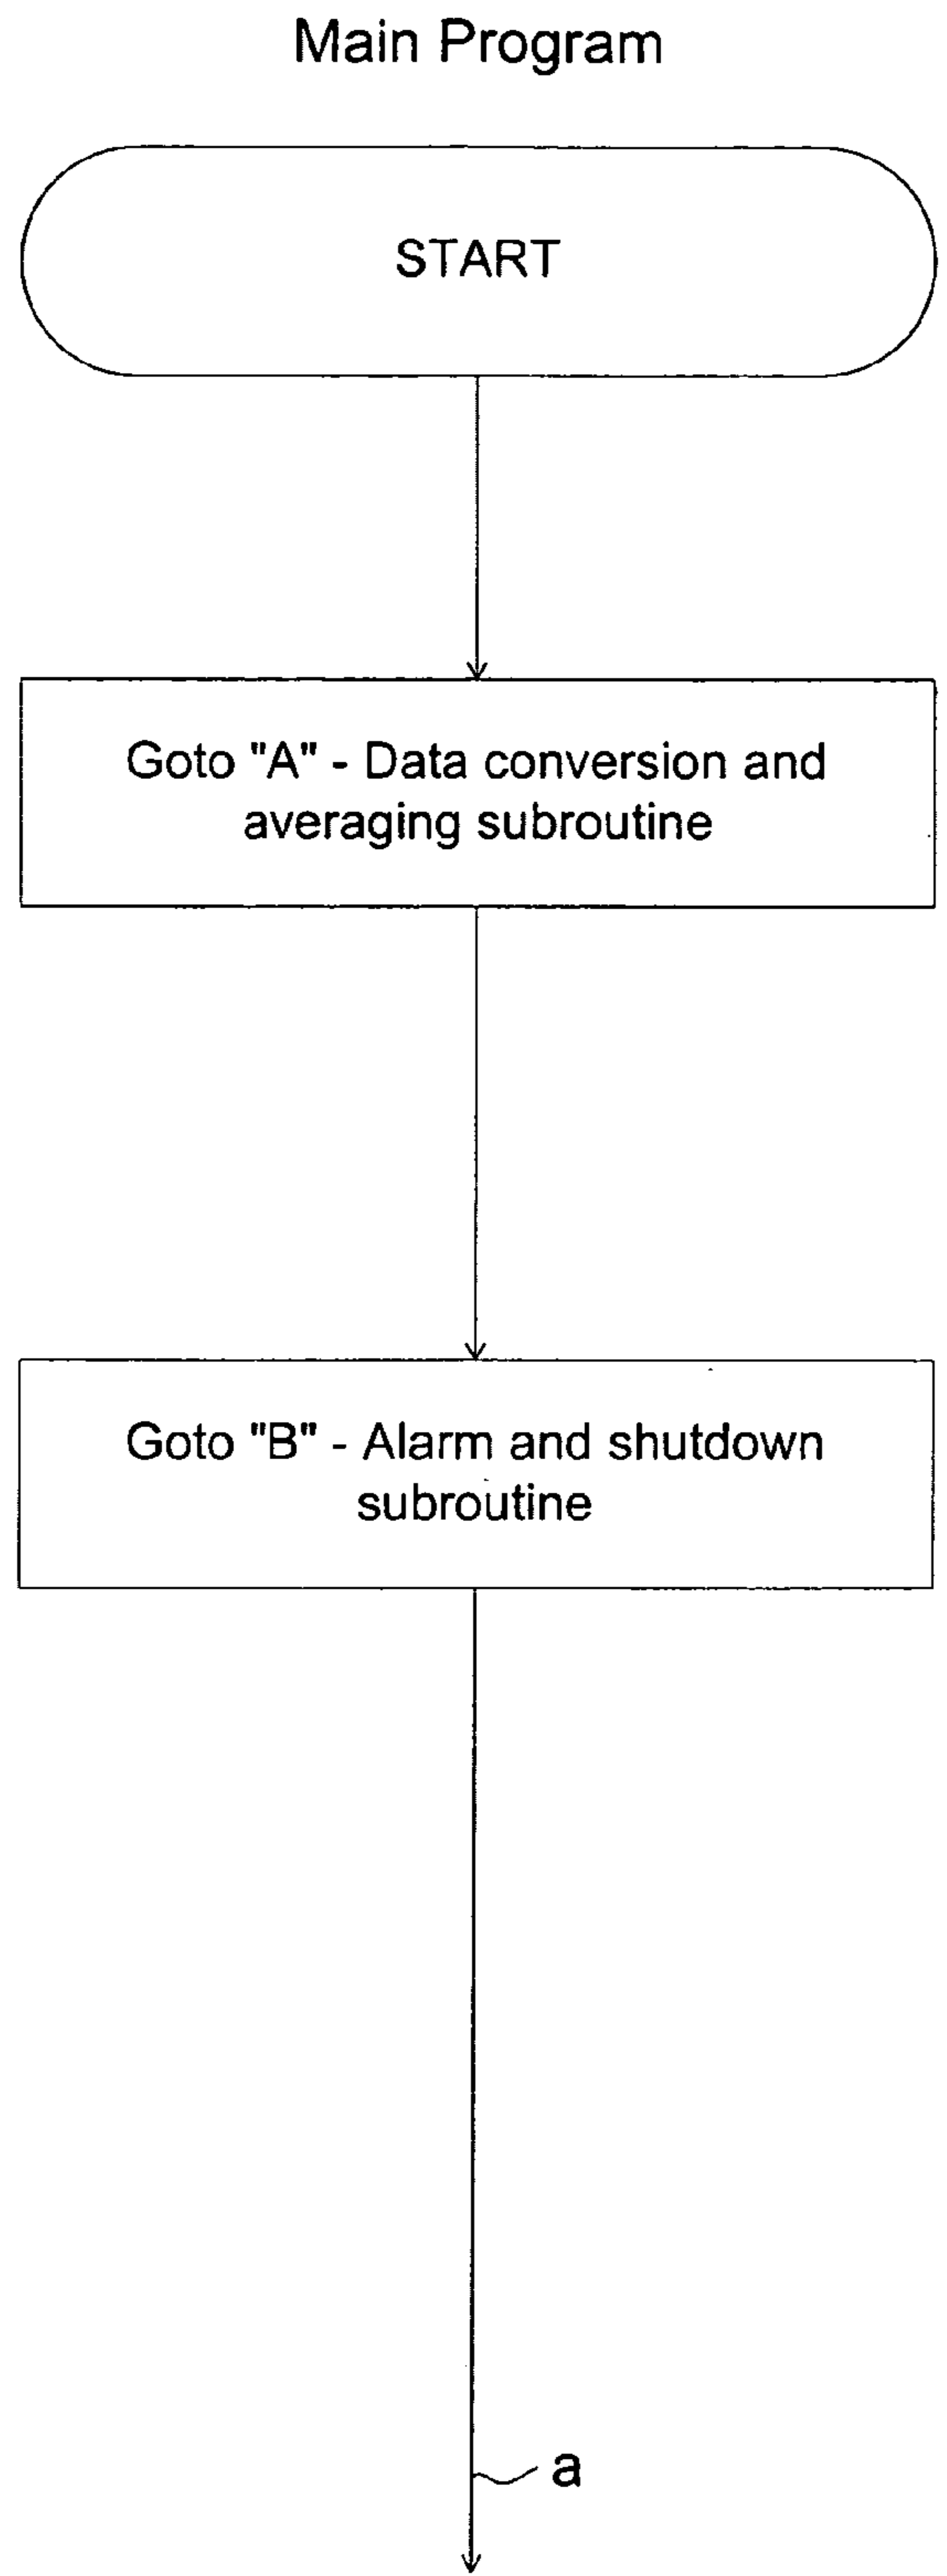 Main Program
START
Goto "A" - Data conversion and
averaging subroutine
Goto "B" - Alarm and shutdown
subroutine
a